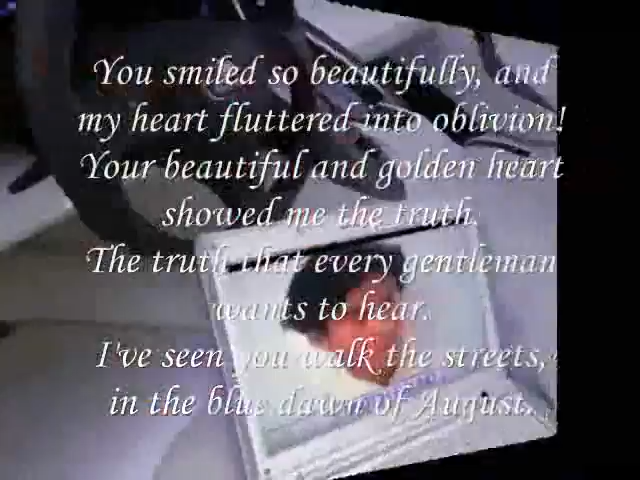 You smiled so beautifully, and
my heart fluttered into oblivion!
Your beautiful and golden heart
showed me the truth.
The truth that every gentleman
wants to hear.
I've seen you walk the streets,
in the blue dawn of August.